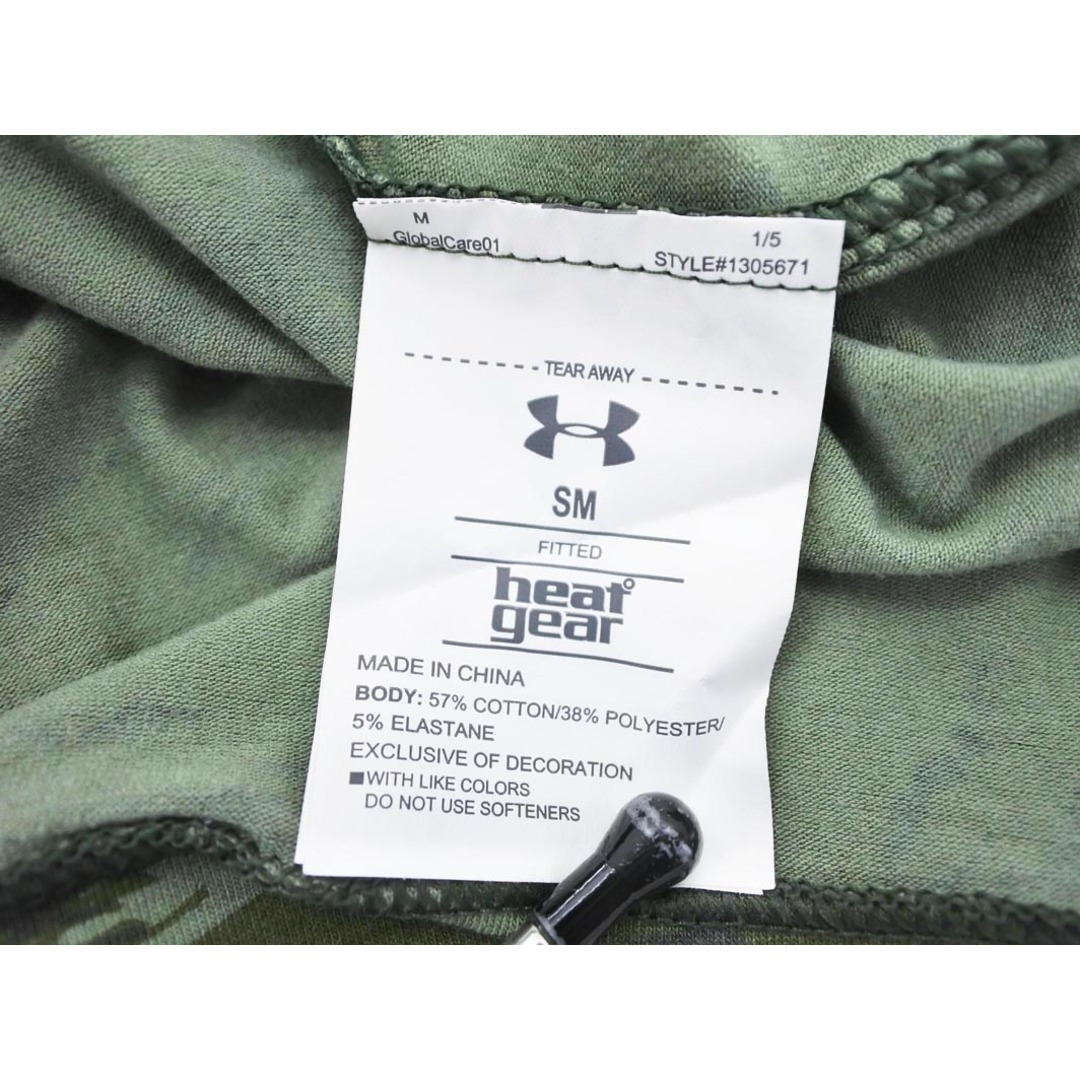 M
GlobalCare01
1/5
STYLE#1305671
TEAR AWAY
SM
FITTED
heat
gear
MADE IN CHINA
BODY: 57% COTTON/38% POLYESTER/
5% ELASTANE
EXCLUSIVE OF DECORATION
■WITH LIKE COLORS
DO NOT USE SOFTENERS